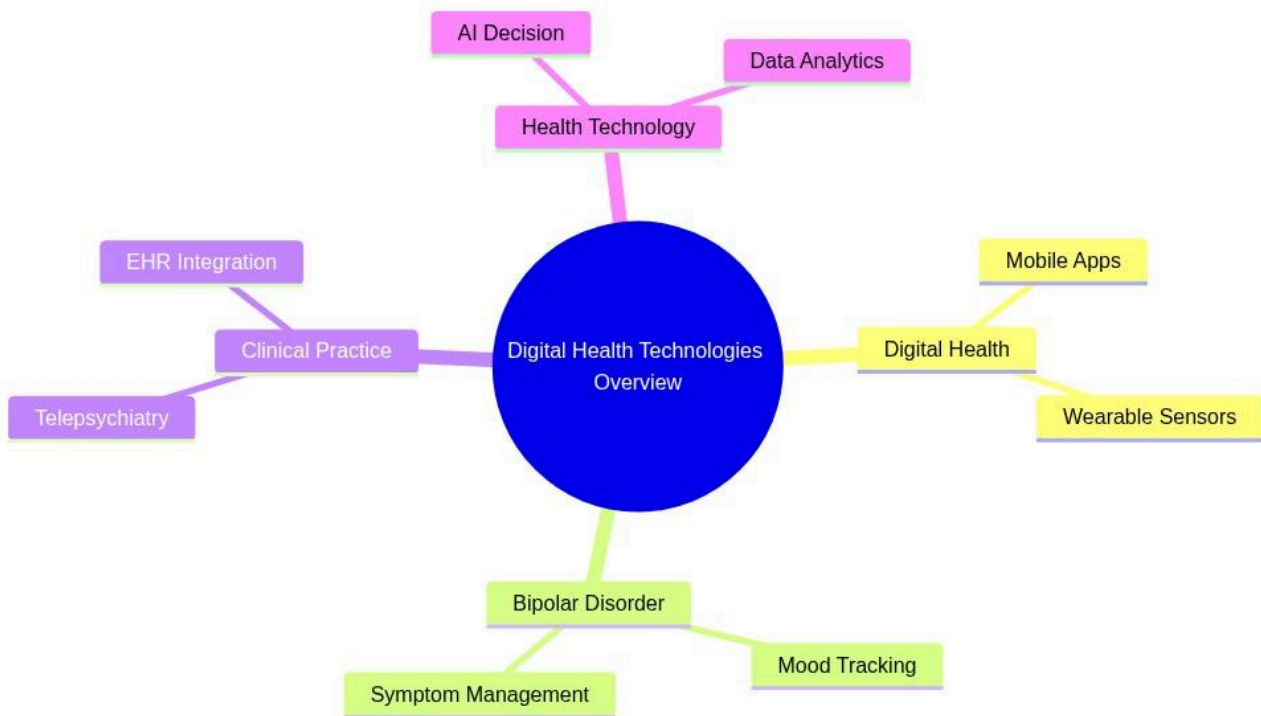 AI Decision
Data Analytics
Health Technology
EHR Integration
Mobile Apps
Clinical Practice
Digital Health Technologies
Overview
Digital Health
Telepsychiatry
Wearable Sensors
Bipolar Disorder
Mood Tracking
Symptom Management